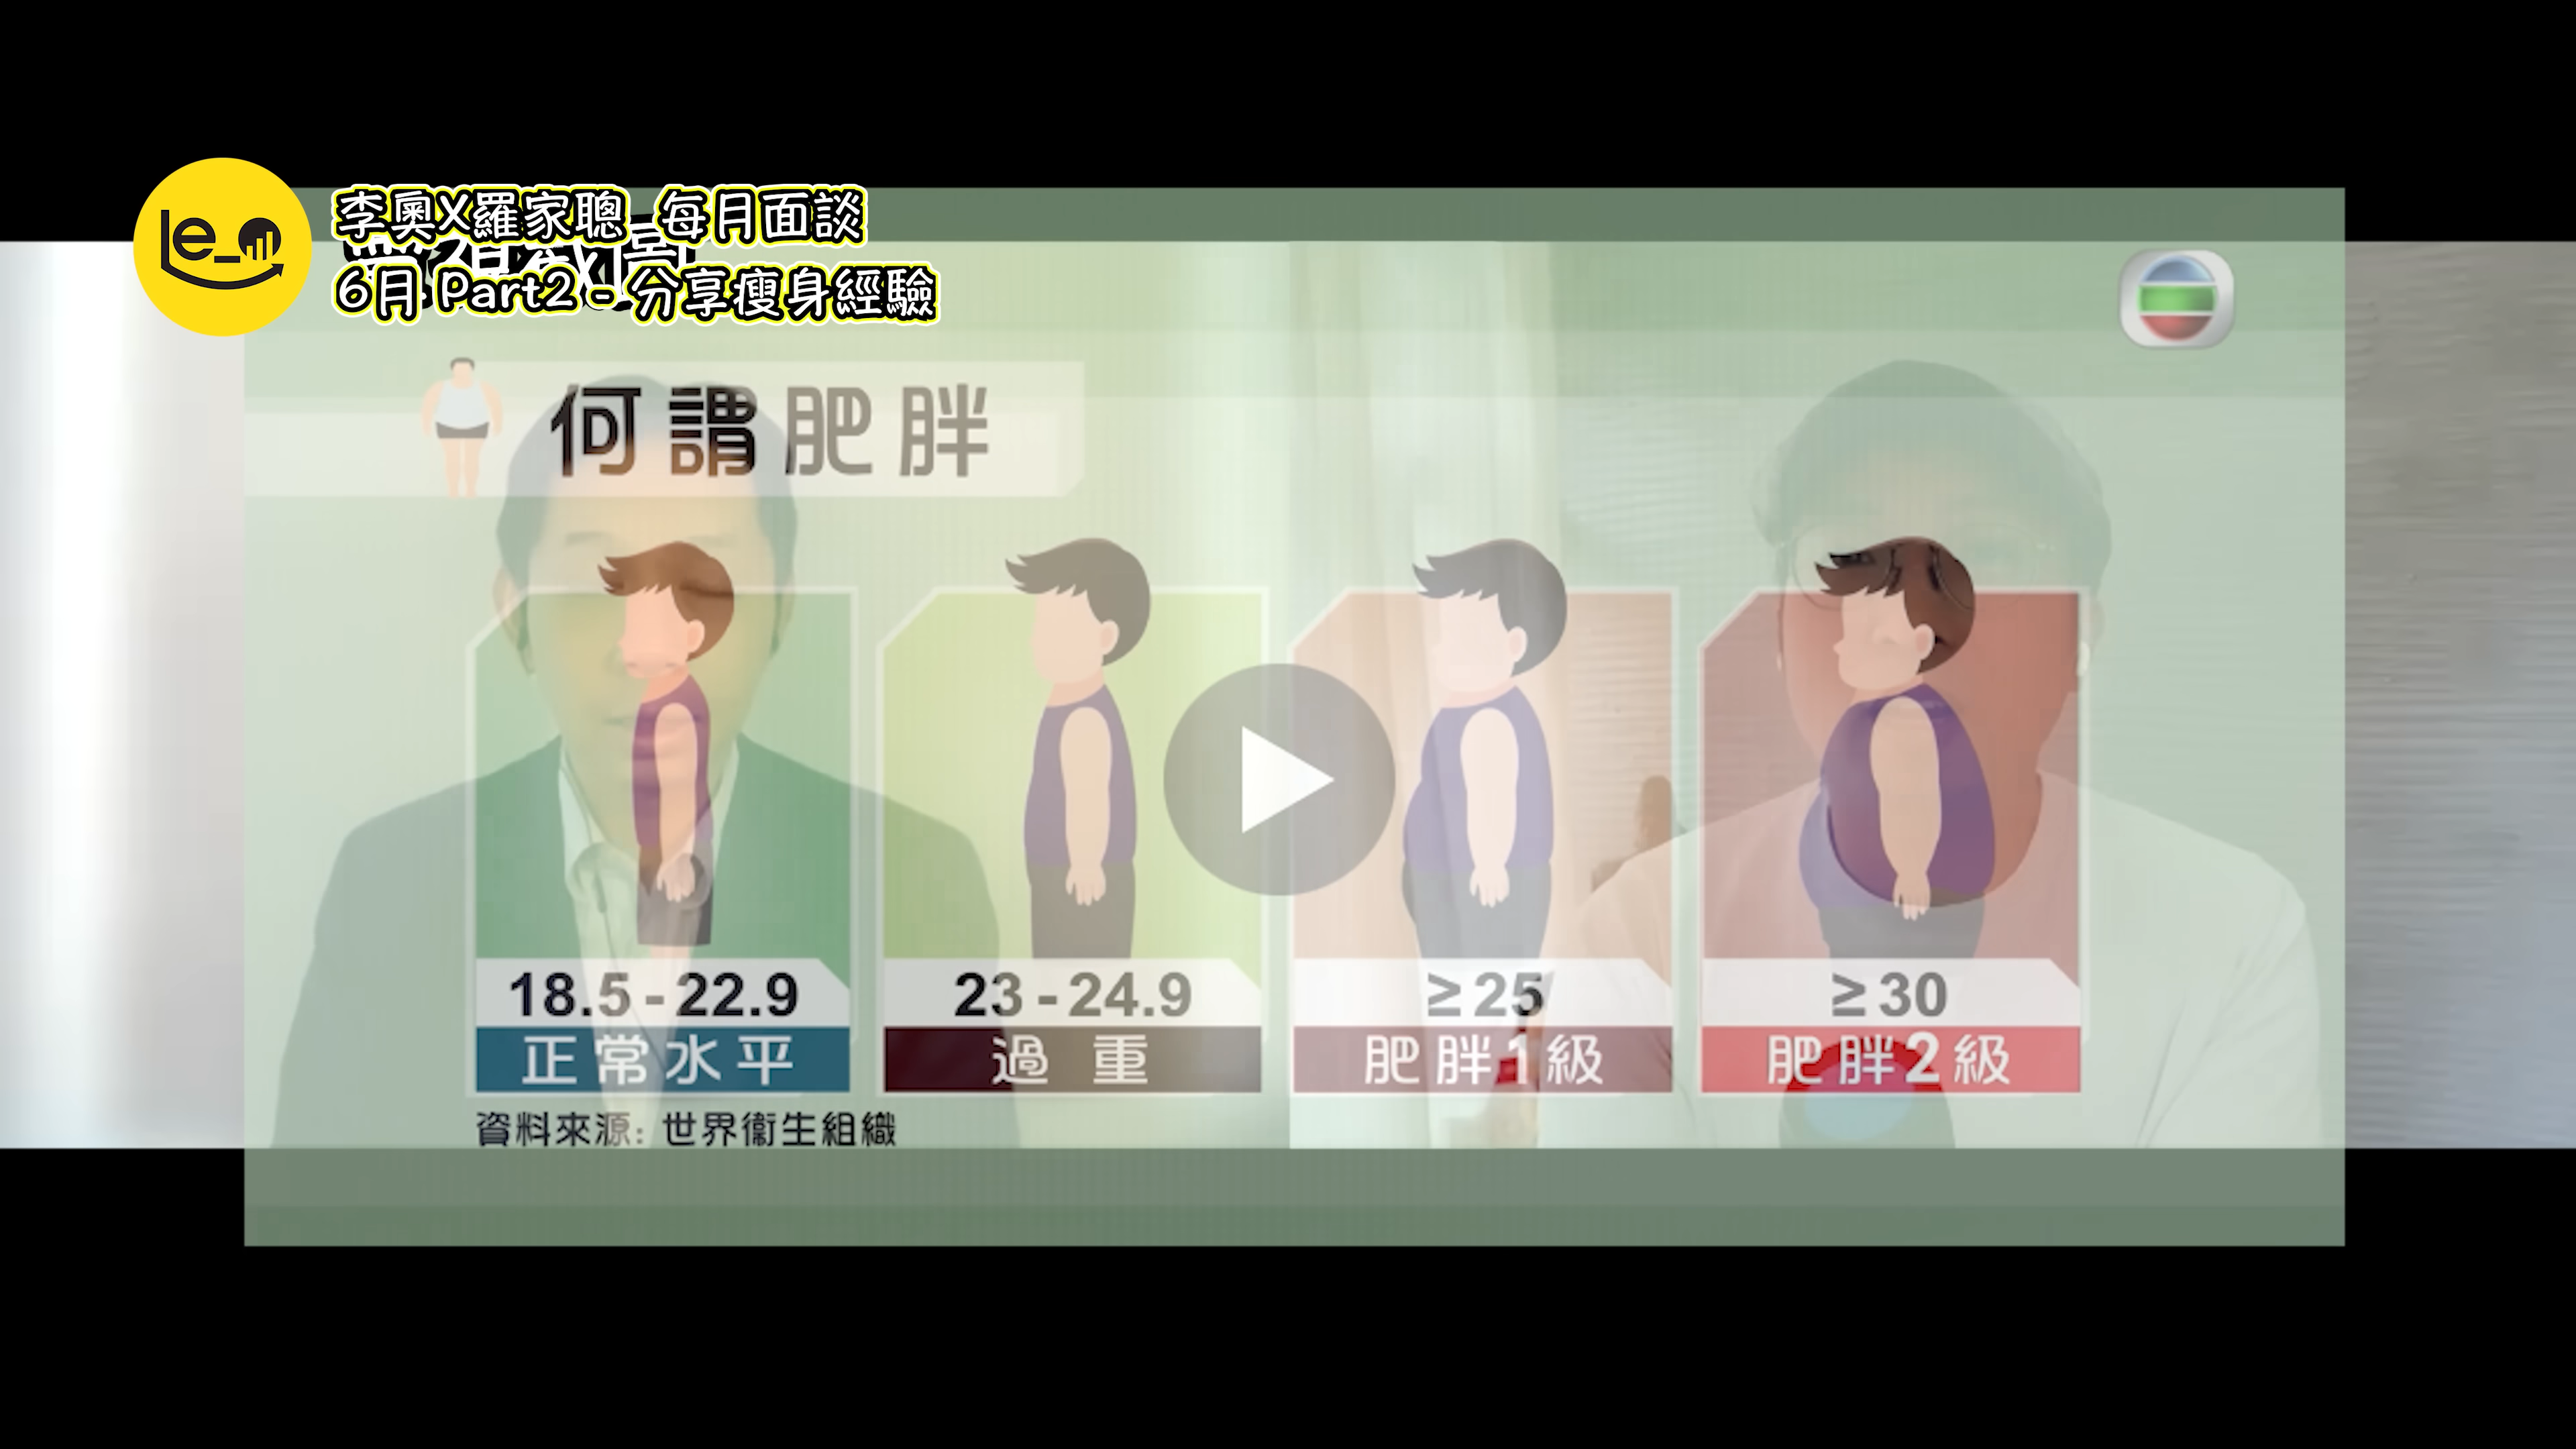 le_
李奧X羅家聰 每月面談
6月 Part2 - 分享瘦身經驗
何謂肥胖
18.5 - 22.9
正常水平
23 - 24.9
過重
≥25
肥胖1級
≥30
肥胖2級
資料來源: 世界衞生組織